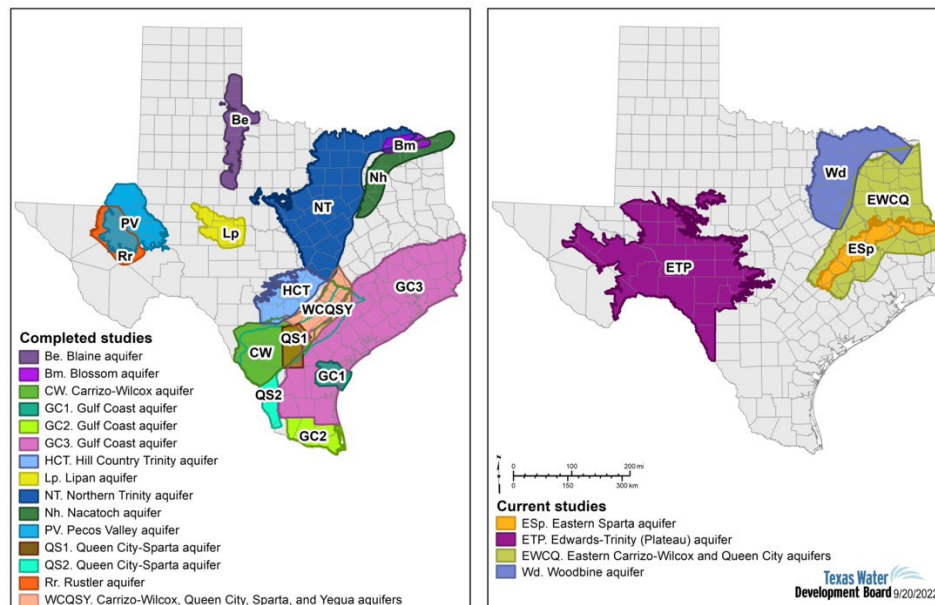 Be
Bm
Nh
NT
PV
Lp
Rr
HCT
GC3
WCQSY
QS1
CW
GC1
QS2
GC2
Completed studies
Be. Blaine aquifer
Bm. Blossom aquifer
CW. Carrizo-Wilcox aquifer
GC1. Gulf Coast aquifer
GC2. Gulf Coast aquifer
GC3. Gulf Coast aquifer
HCT. Hill Country Trinity aquifer
Lp. Lipan aquifer
NT. Northern Trinity aquifer
Nh. Nacatoch aquifer
PV. Pecos Valley aquifer
QS1. Queen City-Sparta aquifer
QS2. Queen City-Sparta aquifer
Rr. Rustler aquifer
WCQSY. Carrizo-Wilcox, Queen City, Sparta, and Yegua aquifers
Wd
EWCQ
ESp
ETP
0 100 200 mi
0 150 300 km
Current studies
ESp. Eastern Sparta aquifer
ETP. Edwards-Trinity (Plateau) aquifer
EWCQ. Eastern Carrizo-Wilcox and Queen City aquifers
Wd. Woodbine aquifer
Texas Water
Development Board 9/20/2022